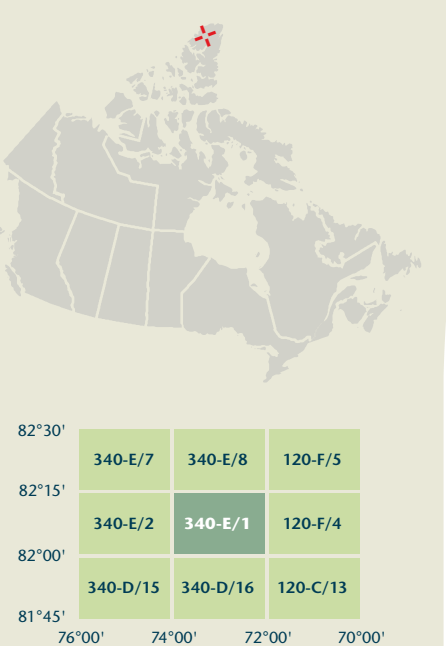 82°30'
340-E/7 340-E/8 120-F/5
82°15'
340-E/2 340-E/1 120-F/4
82°00'
340-D/15 340-D/16 120-C/13
81°45'
76°00' 74°00' 72°00' 70°00'